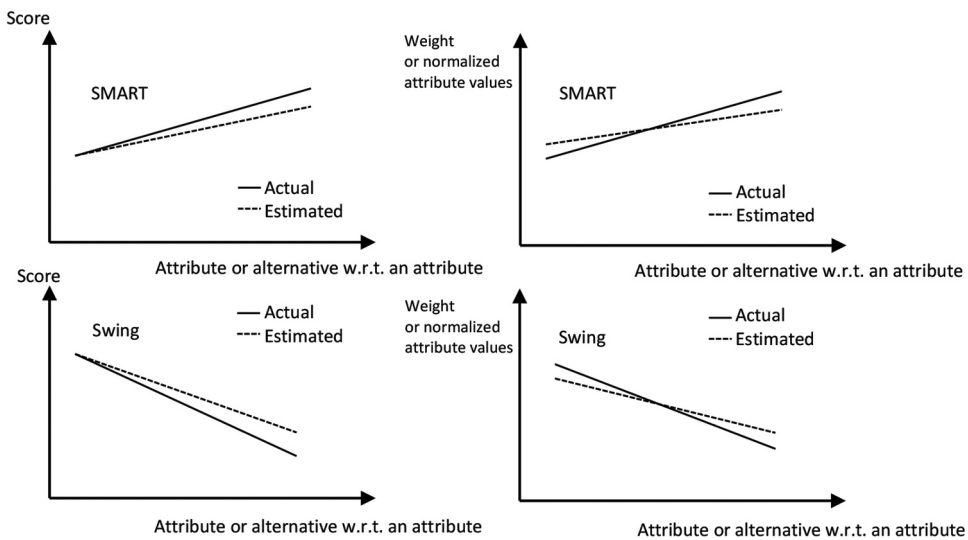 Score
SMART
Actual
Estimated
Attribute or alternative w.r.t. an attribute
Weight
or normalized
attribute values
SMART
Actual
Estimated
Attribute or alternative w.r.t. an attribute
Score
Swing
Actual
Estimated
Attribute or alternative w.r.t. an attribute
Weight
or normalized
attribute values
Swing
Actual
Estimated
Attribute or alternative w.r.t. an attribute